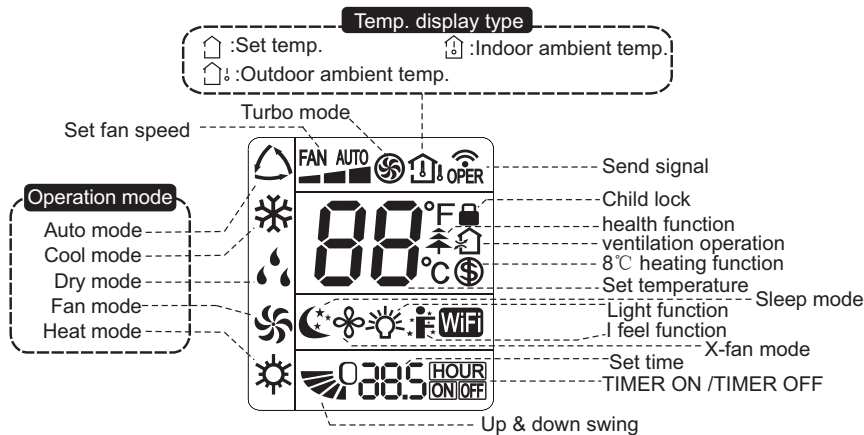 Temp. display type
:Set temp. :Indoor ambient temp.
:Outdoor ambient temp.
Turbo mode
Set fan speed
FAN AUTO
OPER
Send signal
Operation mode
Auto mode
Cool mode
Dry mode
Fan mode
Heat mode
88
°F
°C
Child lock
health function
ventilation operation
8℃ heating function
Set temperature
Sleep mode
Light function
I feel function
WiFi
X-fan mode
Set time
TIMER ON /TIMER OFF
038.5
HOUR
ON OFF
Up & down swing